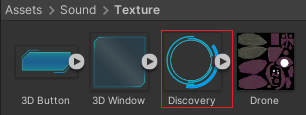 Assets > Sound > Texture
3D Button 3D Window Discovery Drone